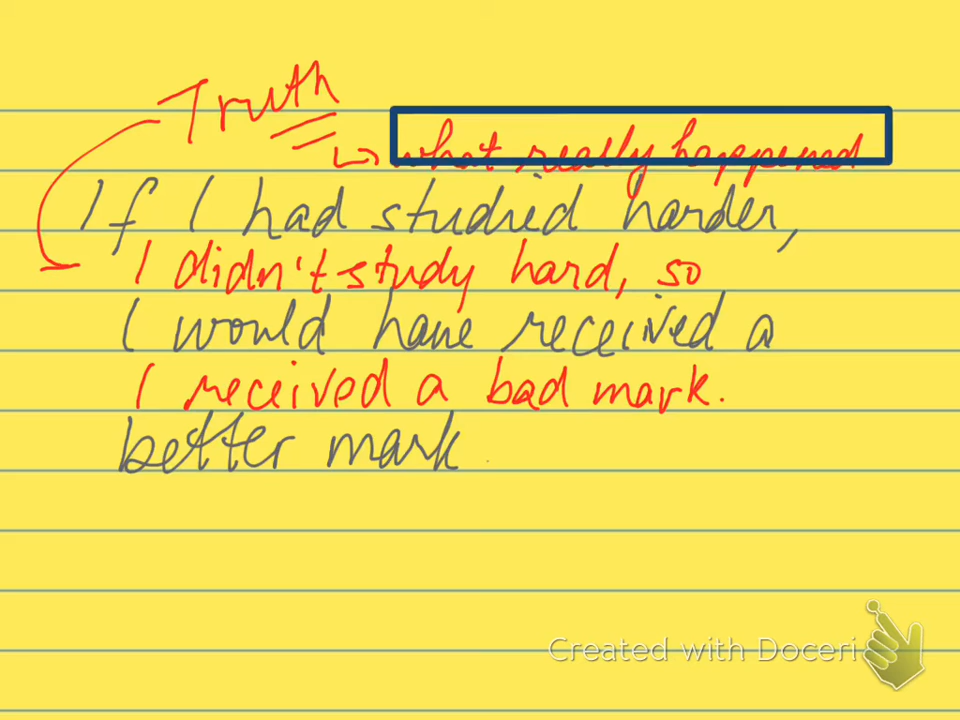 Truth
↳ what really happened
If I had studied harder,
I didn't study hard, so
I would have received a
I received a bad mark.
better mark.
Created with Doceri